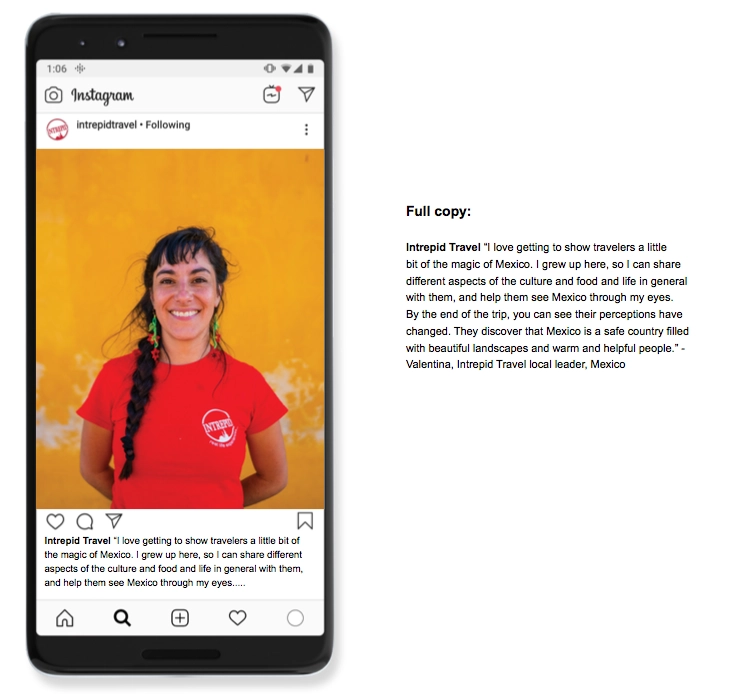 1:06
Instagram
INTREPID
intrepidtravel • Following
INTREPID
Intrepid Travel “I love getting to show travelers a little bit of
the magic of Mexico. I grew up here, so I can share different
aspects of the culture and food and life in general with them,
and help them see Mexico through my eyes.....
Full copy:
Intrepid Travel “I love getting to show travelers a little
bit of the magic of Mexico. I grew up here, so I can share
different aspects of the culture and food and life in general
with them, and help them see Mexico through my eyes.
By the end of the trip, you can see their perceptions have
changed. They discover that Mexico is a safe country filled
with beautiful landscapes and warm and helpful people.” -
Valentina, Intrepid Travel local leader, Mexico